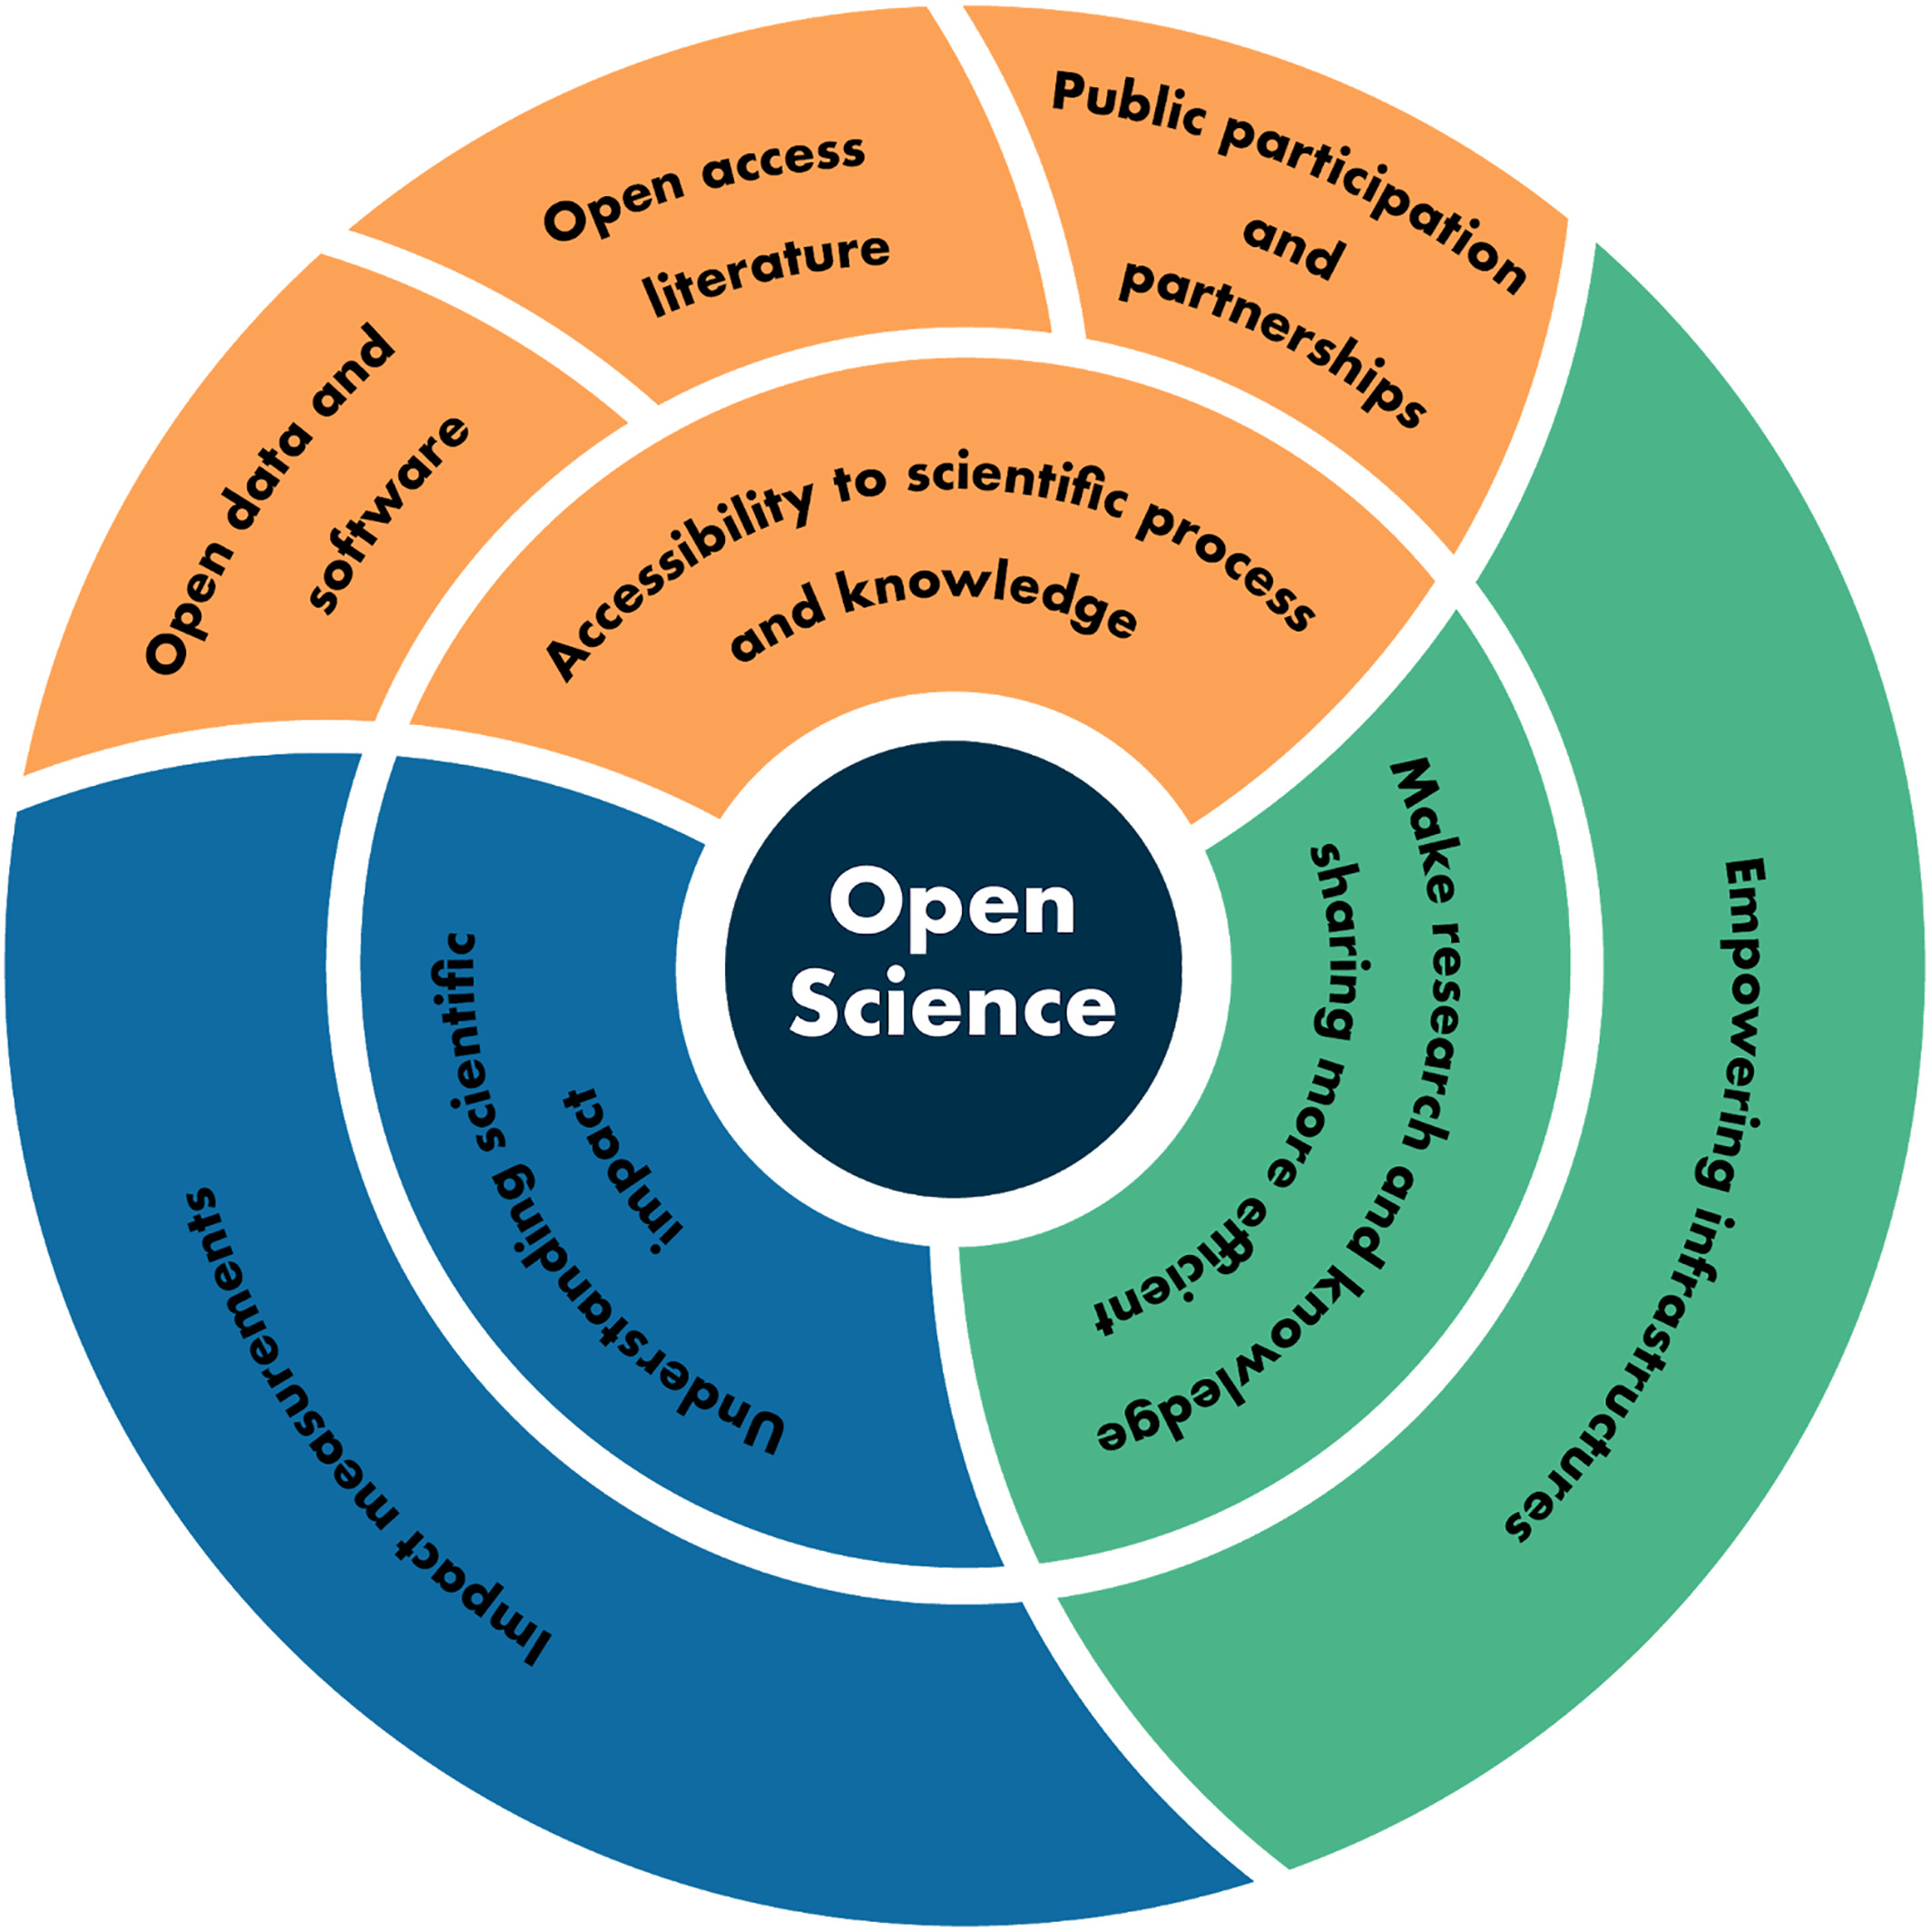 Public participation
and
partnerships
Open access
literature
Open data and
software
Accessibility to scientific process
and knowledge
Open
Science
Make research and knowledge
sharing more efficient
Empowering infrastructures
Understanding scientific
impact
Impact measurements